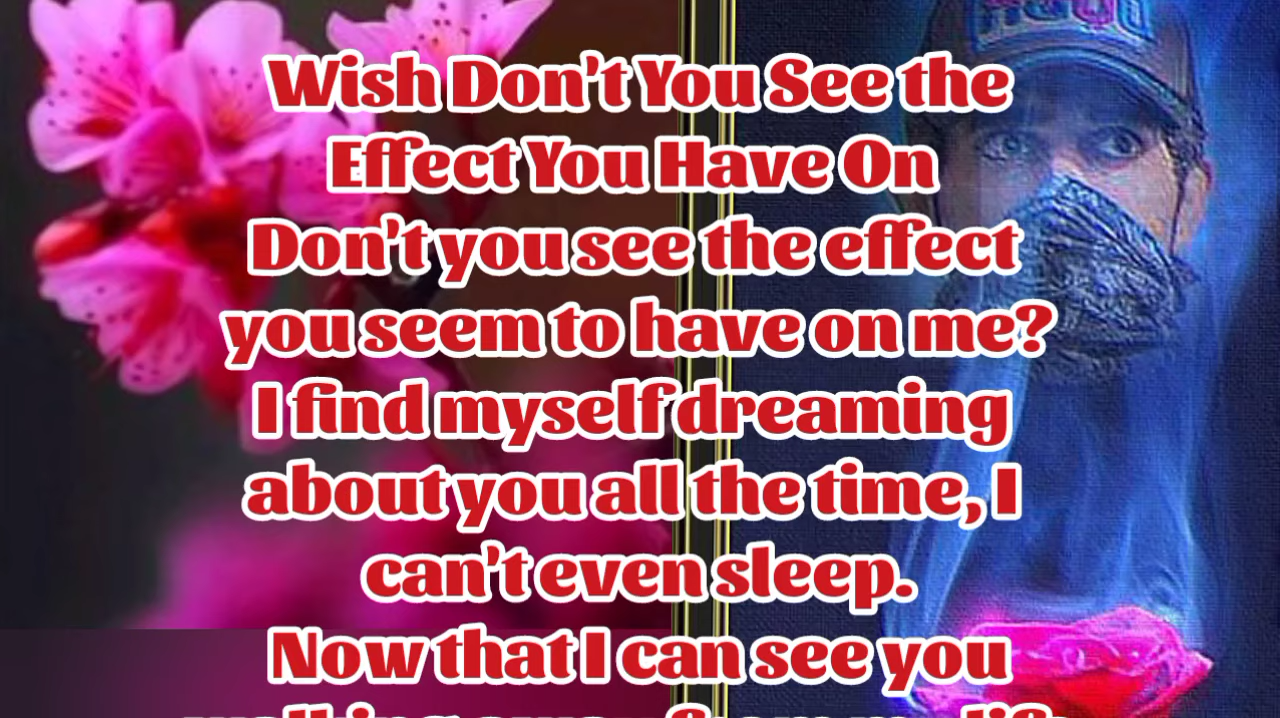 Wish Don't You See the
Effect You Have On
Don't you see the effect
you seem to have on me?
I find myself dreaming
about you all the time, I
can't even sleep.
Now that I can see you